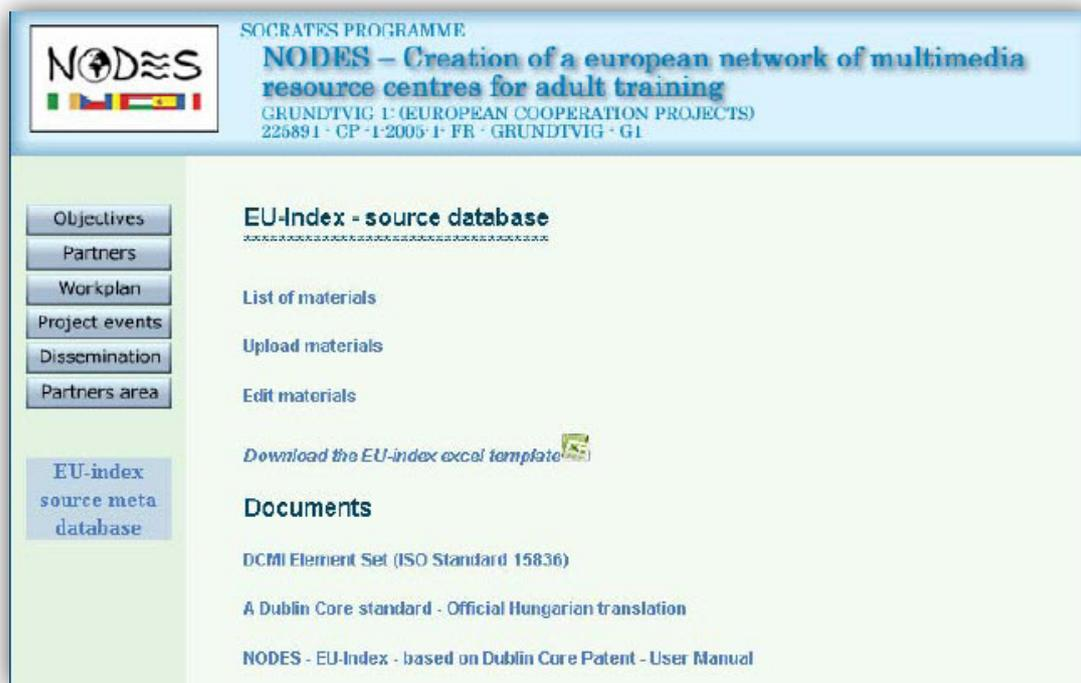 NODES
SOCRATES PROGRAMME
NODES – Creation of a european network of multimedia
resource centres for adult training
GRUNDTVIG 1: (EUROPEAN COOPERATION PROJECTS)
225891 - CP -1-2005-1- FR - GRUNDTVIG - G1
Objectives
Partners
Workplan
Project events
Dissemination
Partners area
EU-index
source meta
database
EU-Index - source database
List of materials
Upload materials
Edit materials
Download the EU-index excel template
Documents
DCMI Element Set (ISO Standard 15836)
A Dublin Core standard - Official Hungarian translation
NODES - EU-Index - based on Dublin Core Patent - User Manual